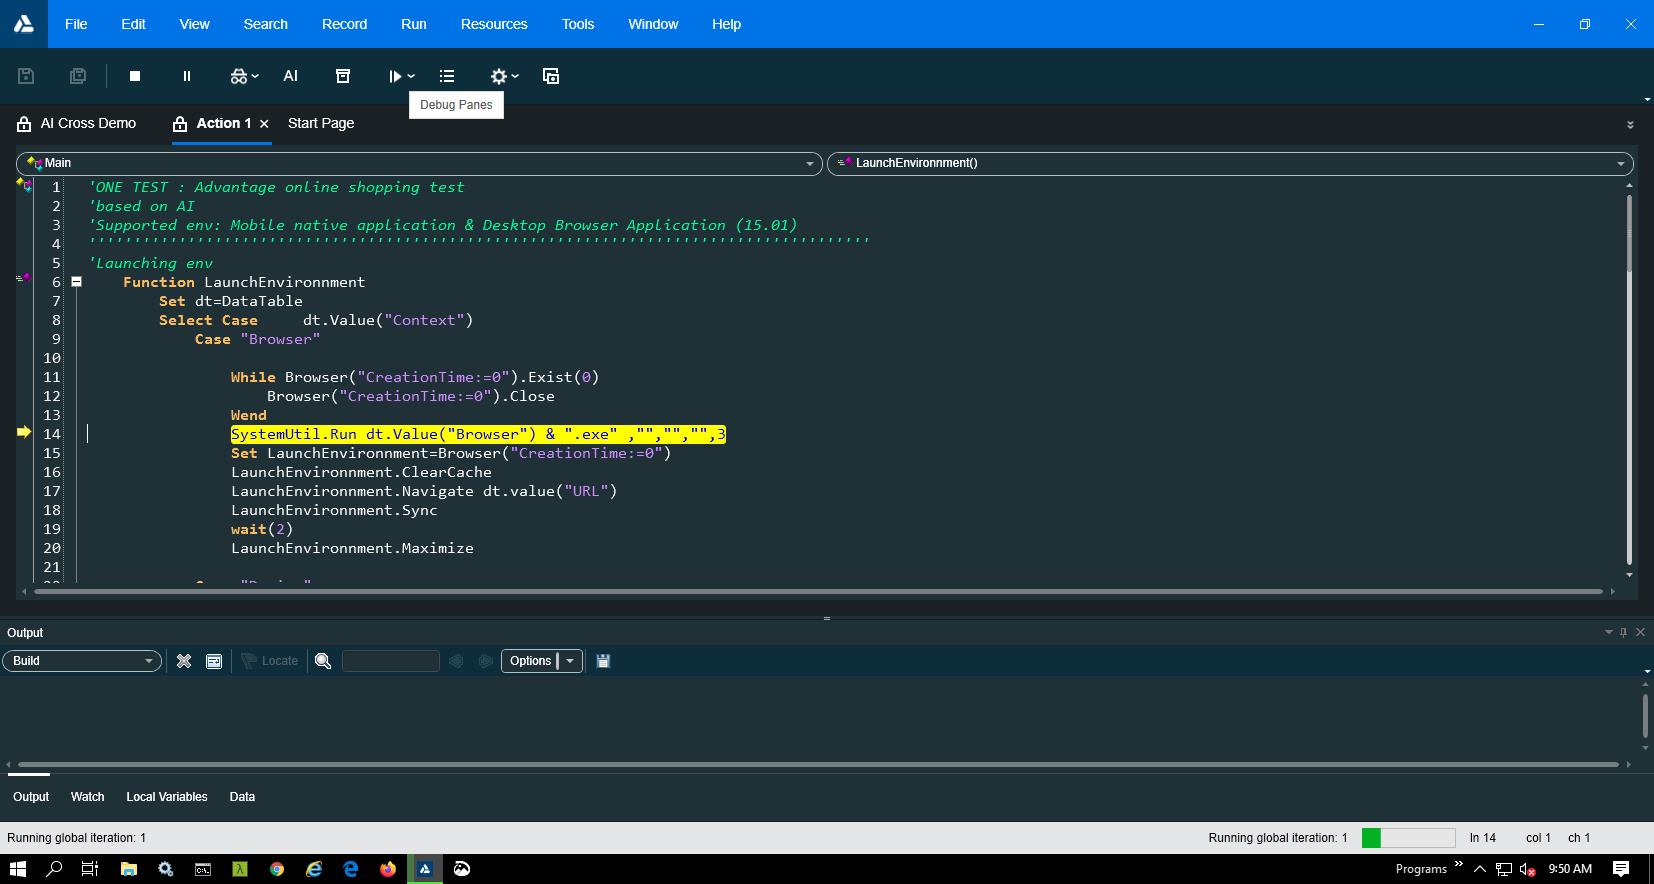 File Edit View Search Record Run Resources Tools Window Help
AI
Debug Panes
AI Cross Demo Action 1 Start Page
Main LaunchEnvironnment()
1 'ONE TEST : Advantage online shopping test
2 'based on AI
3 'Supported env: Mobile native application & Desktop Browser Application (15.01)
4 ''''''''''''''''''''''''''''''''''''''''''''''''''''''''''''''''''''''''''''''''''''''
5 'Launching env
6 Function LaunchEnvironnment
7 Set dt=DataTable
8 Select Case dt.Value("Context")
9 Case "Browser"
10
11 While Browser("CreationTime:=0").Exist(0)
12 Browser("CreationTime:=0").Close
13 Wend
14 SystemUtil.Run dt.Value("Browser") & ".exe" ,"","","",3
15 Set LaunchEnvironnment=Browser("CreationTime:=0")
16 LaunchEnvironnment.ClearCache
17 LaunchEnvironnment.Navigate dt.value("URL")
18 LaunchEnvironnment.Sync
19 wait(2)
20 LaunchEnvironnment.Maximize
21
Output
Build Locate Options
Output Watch Local Variables Data
Running global iteration: 1 Running global iteration: 1 ln 14 col 1 ch 1
Programs 9:50 AM